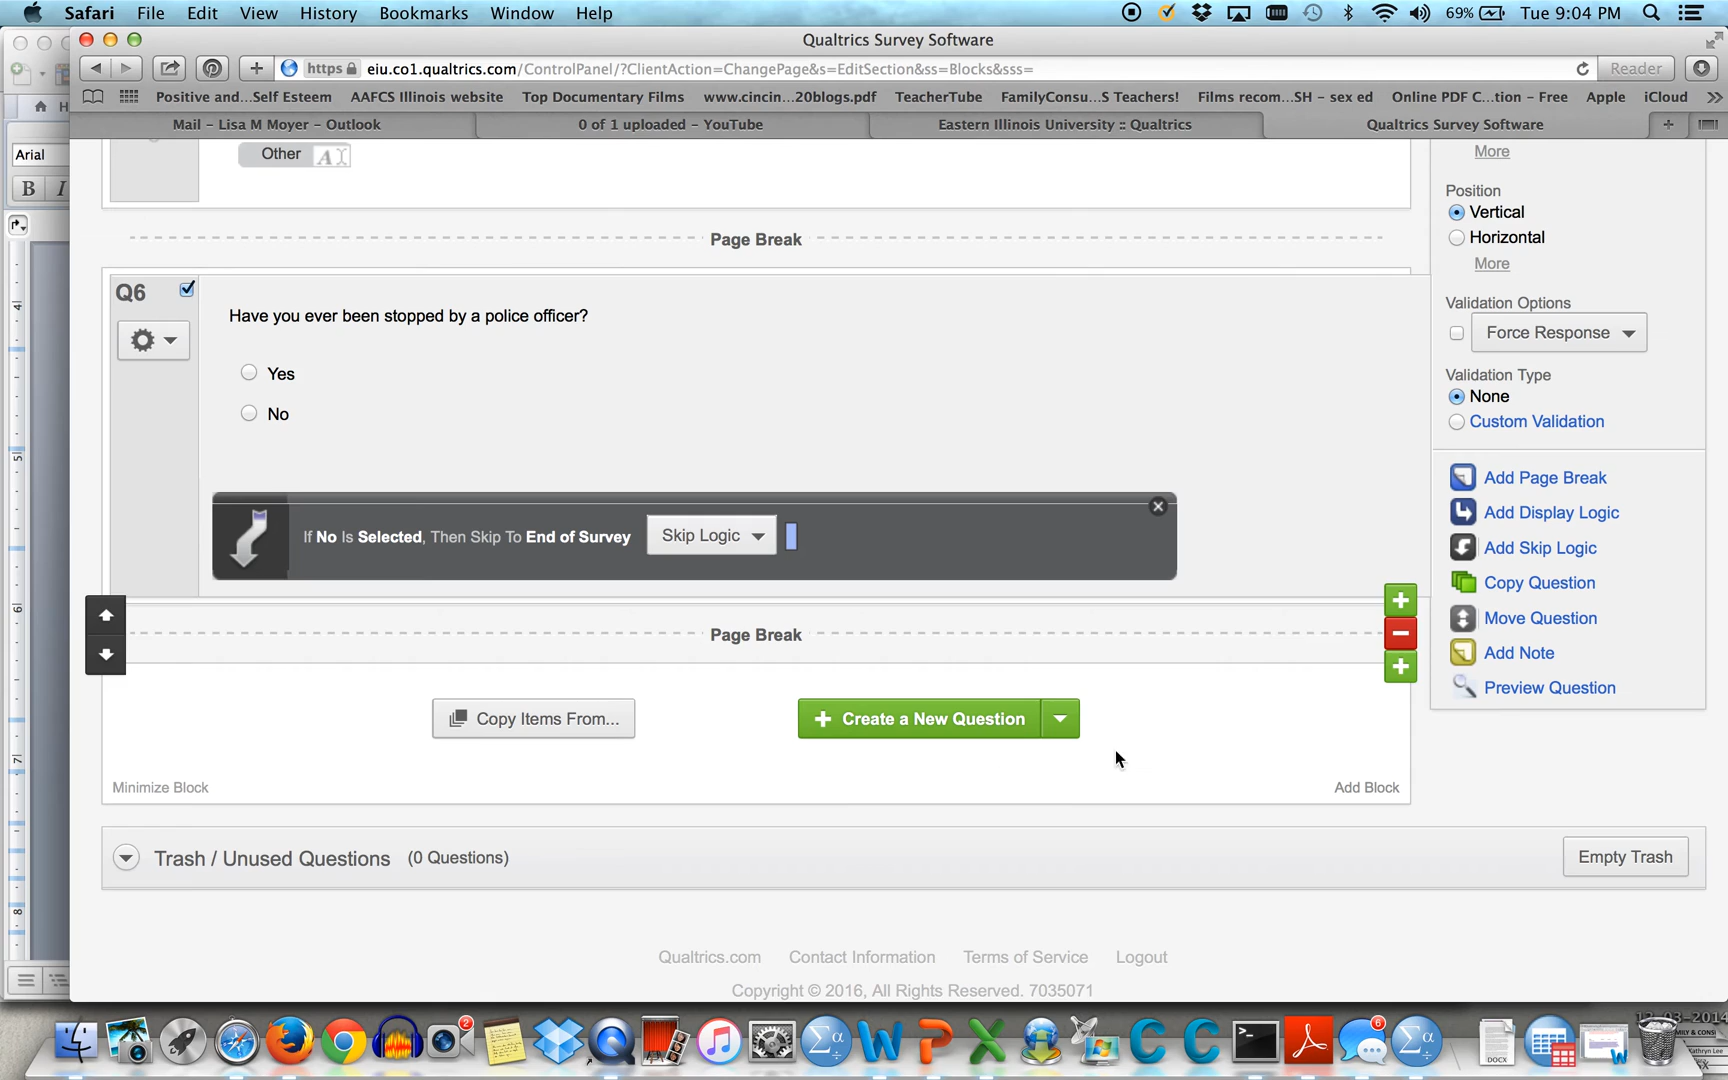 Safari File Edit View History Bookmarks Window Help 69% Tue 9:04 PM
Qualtrics Survey Software
https eiu.co1.qualtrics.com/ControlPanel/?ClientAction=ChangePage&s=EditSection&ss=Blocks&sss= Reader
Positive and...Self Esteem AAFCS Illinois website Top Documentary Films www.cincin...20blogs.pdf TeacherTube FamilyConsu...S Teachers! Films recom...SH – sex ed Online PDF C...tion – Free Apple iCloud
Mail – Lisa M Moyer – Outlook 0 of 1 uploaded – YouTube Eastern Illinois University :: Qualtrics Qualtrics Survey Software
Arial
B I
Other
More
Position
Vertical
Horizontal
More
Page Break
Q6
Have you ever been stopped by a police officer?
Yes
No
If No Is Selected, Then Skip To End of Survey Skip Logic
Validation Options
Force Response
Validation Type
None
Custom Validation
Add Page Break
Add Display Logic
Add Skip Logic
Copy Question
Move Question
Add Note
Preview Question
Page Break
Copy Items From...
Create a New Question
Minimize Block
Add Block
Trash / Unused Questions (0 Questions)
Empty Trash
Qualtrics.com Contact Information Terms of Service Logout
Copyright © 2016, All Rights Reserved. 7035071